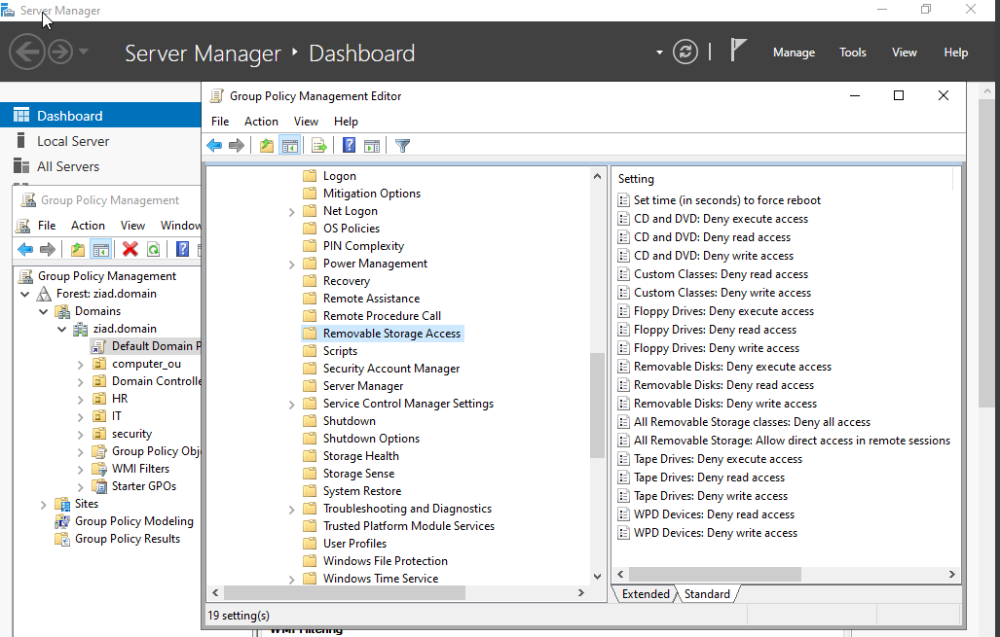 Server Manager
Server Manager • Dashboard
Manage Tools View Help
Dashboard
Local Server
All Servers
Group Policy Management
File Action View Window
Group Policy Management
Forest: ziad.domain
Domains
ziad.domain
Default Domain P
computer_ou
Domain Controlle
HR
IT
security
Group Policy Obj
WMI Filters
Starter GPOs
Sites
Group Policy Modeling
Group Policy Results
Group Policy Management Editor
File Action View Help
Logon
Mitigation Options
Net Logon
OS Policies
PIN Complexity
Power Management
Recovery
Remote Assistance
Remote Procedure Call
Removable Storage Access
Scripts
Security Account Manager
Server Manager
Service Control Manager Settings
Shutdown
Shutdown Options
Storage Health
Storage Sense
System Restore
Troubleshooting and Diagnostics
Trusted Platform Module Services
User Profiles
Windows File Protection
Windows Time Service
Setting
Set time (in seconds) to force reboot
CD and DVD: Deny execute access
CD and DVD: Deny read access
CD and DVD: Deny write access
Custom Classes: Deny read access
Custom Classes: Deny write access
Floppy Drives: Deny execute access
Floppy Drives: Deny read access
Floppy Drives: Deny write access
Removable Disks: Deny execute access
Removable Disks: Deny read access
Removable Disks: Deny write access
All Removable Storage classes: Deny all access
All Removable Storage: Allow direct access in remote sessions
Tape Drives: Deny execute access
Tape Drives: Deny read access
Tape Drives: Deny write access
WPD Devices: Deny read access
WPD Devices: Deny write access
Extended Standard
19 setting(s)
WMI Filtering